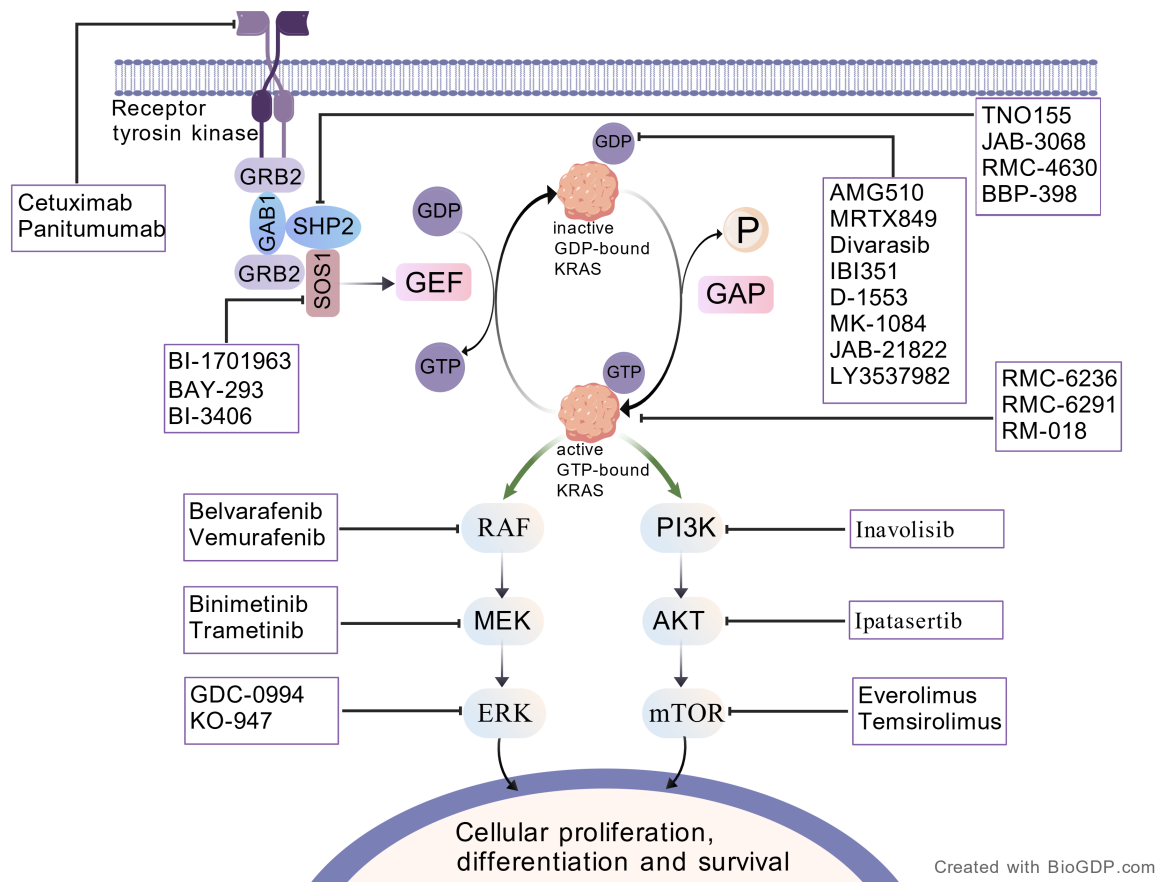 Receptor
tyrosin kinase
GRB2
GAB1
SHP2
GRB2
SOS1
Cetuximab
Panitumumab
BI-1701963
BAY-293
BI-3406
GEF
GDP
GTP
GDP
inactive
GDP-bound
KRAS
P
GAP
GTP
active
GTP-bound
KRAS
TNO155
JAB-3068
RMC-4630
BBP-398
AMG510
MRTX849
Divarasib
IBI351
D-1553
MK-1084
JAB-21822
LY3537982
RMC-6236
RMC-6291
RM-018
Belvarafenib
Vemurafenib
RAF
PI3K
Inavolisib
Binimetinib
Trametinib
MEK
AKT
Ipatasertib
GDC-0994
KO-947
ERK
mTOR
Everolimus
Temsirolimus
Cellular proliferation,
differentiation and survival
Created with BioGDP.com